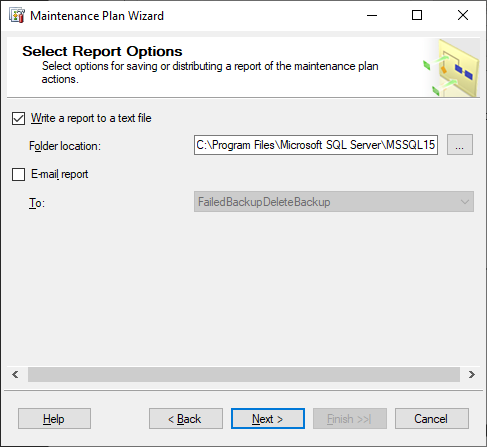 Maintenance Plan Wizard
Select Report Options
Select options for saving or distributing a report of the maintenance plan
actions.
Write a report to a text file
Folder location:
C:\Program Files\Microsoft SQL Server\MSSQL15
...
E-mail report
To:
FailedBackupDeleteBackup
Help
< Back
Next >
Finish >>|
Cancel